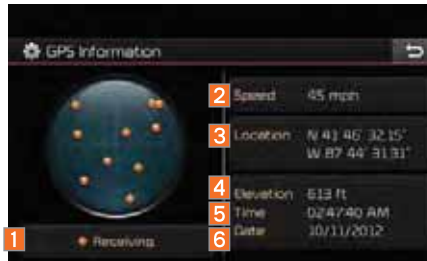 GPS Information
2 Speed 45 mph
3 Location N 41 46' 32.15"
W 87 44' 31.31"
4 Elevation 613 ft
5 Time 02:47:40 AM
1 Receiving
6 Date 10/11/2012